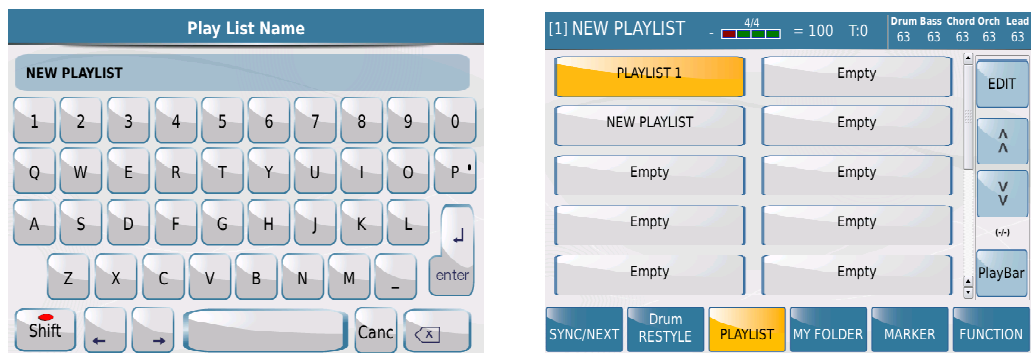 Play List Name
NEW PLAYLIST
1 2 3 4 5 6 7 8 9 0
Q W E R T Y U I O P '
A S D F G H J K L
Z X C V B N M _
enter
Shift ← → Canc X
[1] NEW PLAYLIST - 4/4 = 100 T:0
Drum Bass Chord Orch Lead
63 63 63 63 63
PLAYLIST 1 Empty
EDIT
NEW PLAYLIST Empty
Empty Empty
Empty Empty
(-/-)
Empty Empty
PlayBar
SYNC/NEXT
Drum
RESTYLE
PLAYLIST
MY FOLDER
MARKER
FUNCTION